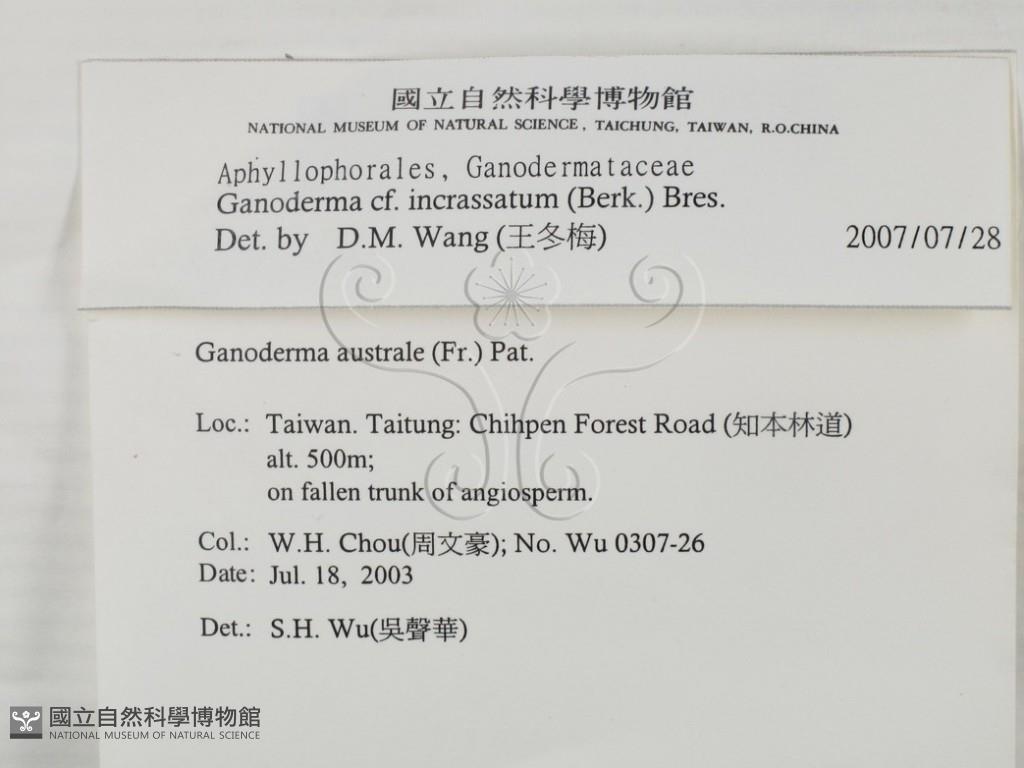 國立自然科學博物館
NATIONAL MUSEUM OF NATURAL SCIENCE, TAICHUNG, TAIWAN, R.O.CHINA
Aphyllophorales, Ganodermataceae
Ganoderma cf. incrassatum (Berk.) Bres.
Det. by D.M. Wang (王冬梅) 2007/07/28
Ganoderma australe (Fr.) Pat.
Loc.: Taiwan. Taitung: Chihpen Forest Road (知本林道)
alt. 500m;
on fallen trunk of angiosperm.
Col.: W.H. Chou(周文豪); No. Wu 0307-26
Date: Jul. 18, 2003
Det.: S.H. Wu(吳聲華)
國立自然科學博物館
NATIONAL MUSEUM OF NATURAL SCIENCE